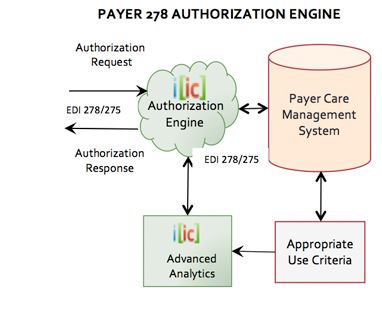 PAYER 278 AUTHORIZATION ENGINE
Authorization
Request
EDI 278/275
Authorization
Response
i[ic]
Authorization
Engine
EDI 278/275
Payer Care
Management
System
i[ic]
Advanced
Analytics
Appropriate
Use Criteria